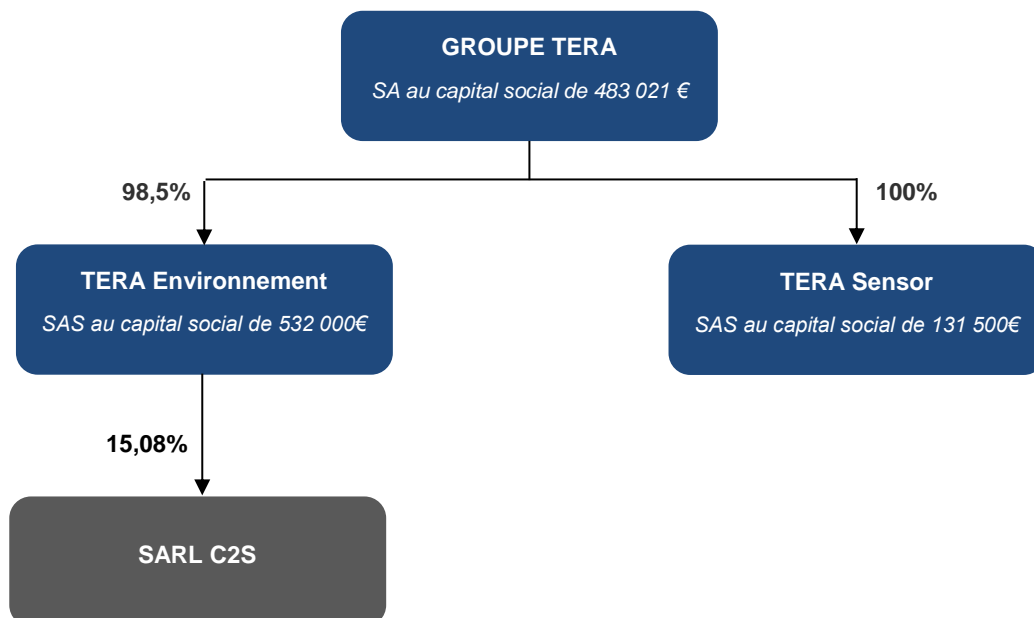 GROUPE TERA
SA au capital social de 483 021 €
98,5%
100%
TERA Environnement
SAS au capital social de 532 000€
TERA Sensor
SAS au capital social de 131 500€
15,08%
SARL C2S